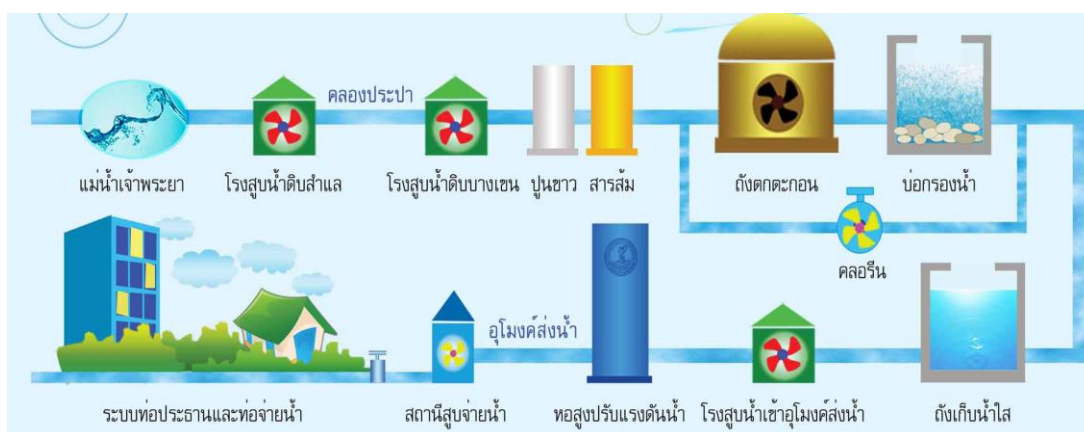 คลองประปา
แม่น้ำเจ้าพระยา
โรงสูบน้ำดิบสำแล
โรงสูบน้ำดิบบางเขน
ปูนขาว
สารส้ม
ถังตกตะกอน
บ่อกรองน้ำ
คลอรีน
อุโมงค์ส่งน้ำ
ระบบท่อประธานและท่อจ่ายน้ำ
สถานีสูบจ่ายน้ำ
หอสูงปรับแรงดันน้ำ
โรงสูบน้ำเข้าอุโมงค์ส่งน้ำ
ถังเก็บน้ำใส